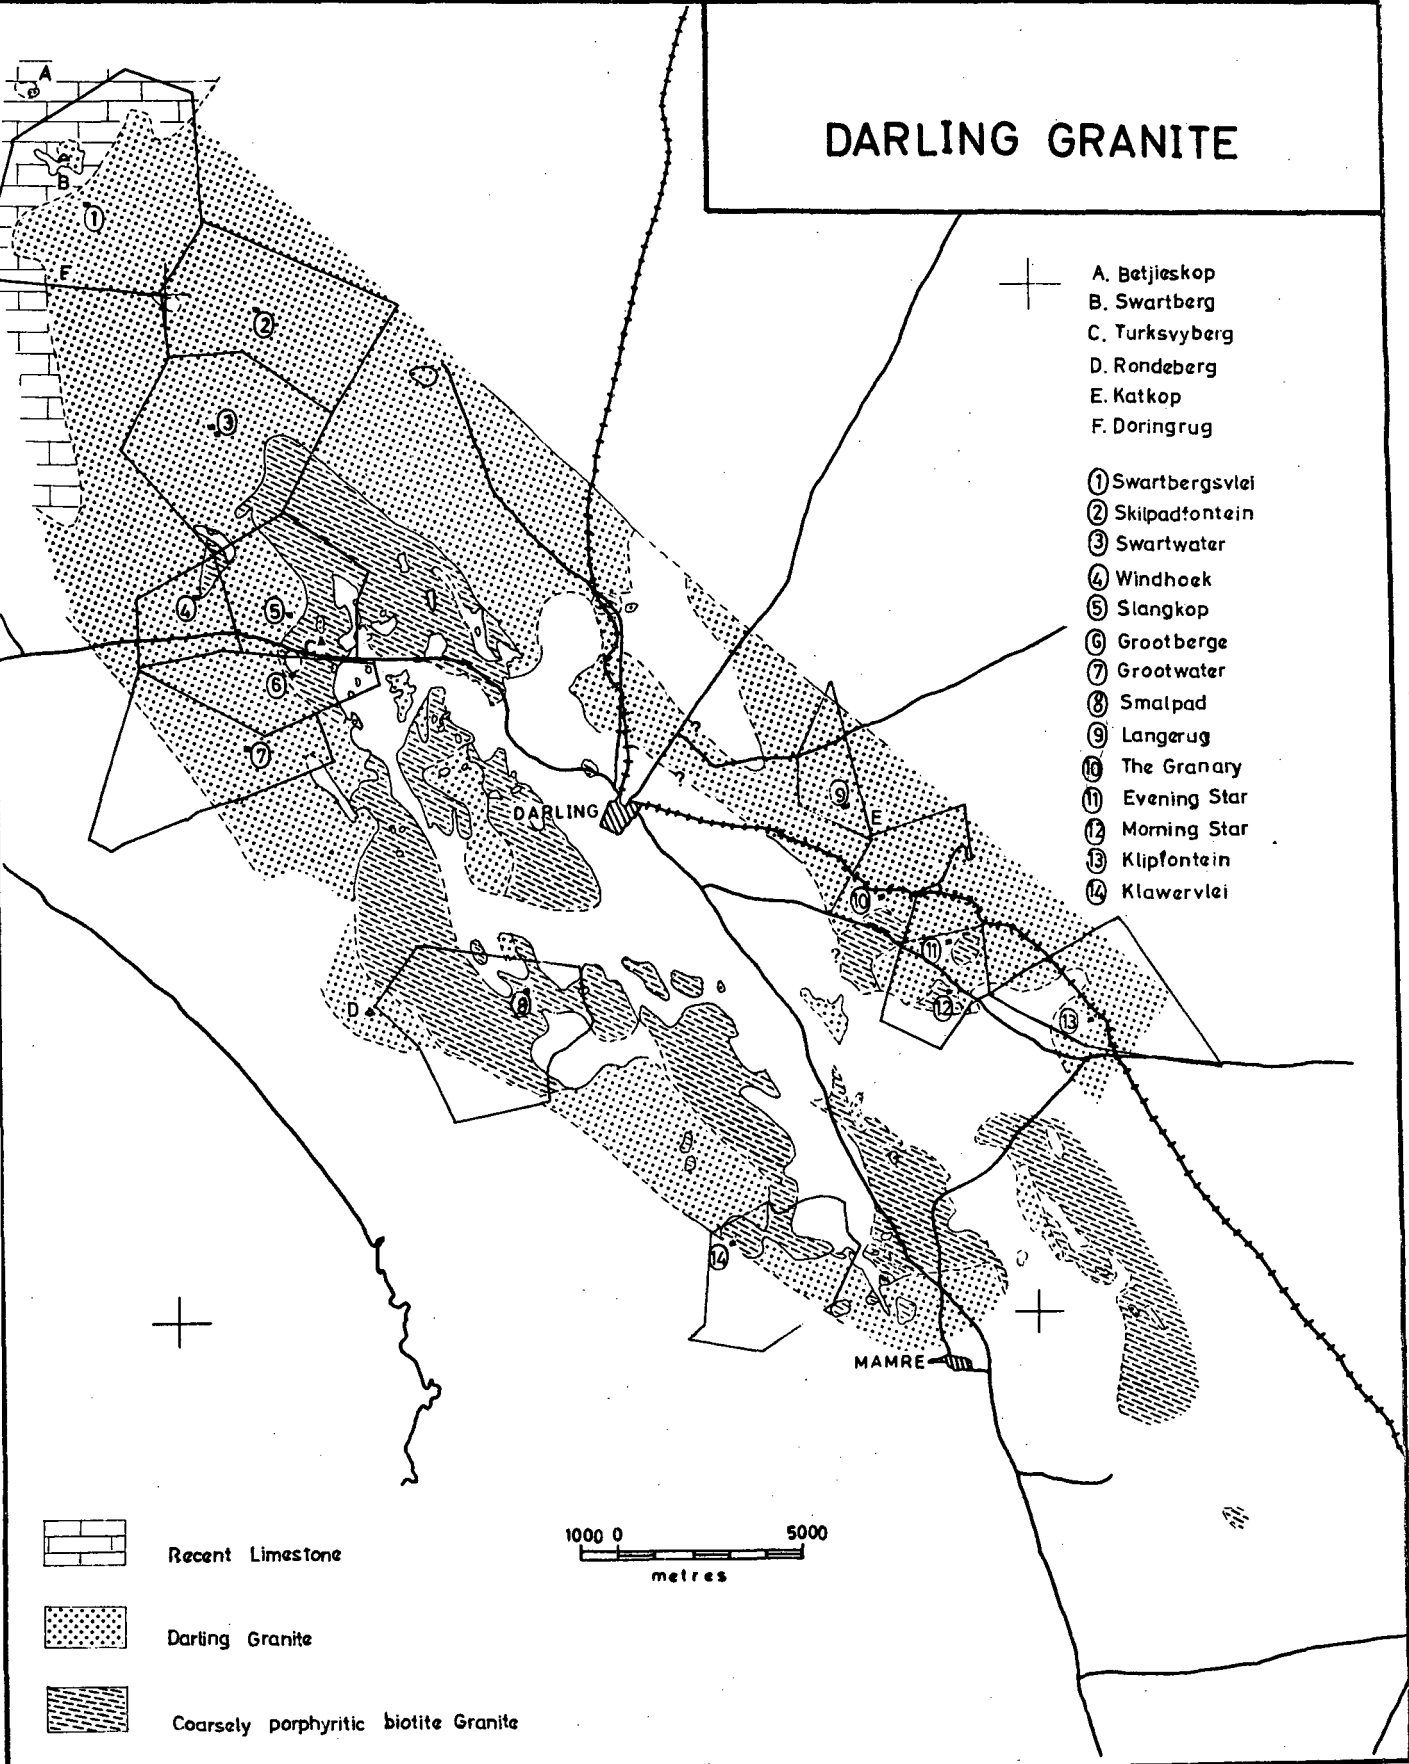 DARLING GRANITE
A
B
1
F
2
3
4
5
C
6
7
DARLING
9
E
10
11
12
13
D
8
14
MAMRE
A. Betjieskop
B. Swartberg
C. Turksvyberg
D. Rondeberg
E. Katkop
F. Doringrug
1 Swartbergsvlei
2 Skilpadfontein
3 Swartwater
4 Windhoek
5 Slangkop
6 Grootberge
7 Grootwater
8 Smalpad
9 Langerug
10 The Granary
11 Evening Star
12 Morning Star
13 Klipfontein
14 Klawervlei
1000 0 5000
metres
Recent Limestone
Darling Granite
Coarsely porphyritic biotite Granite